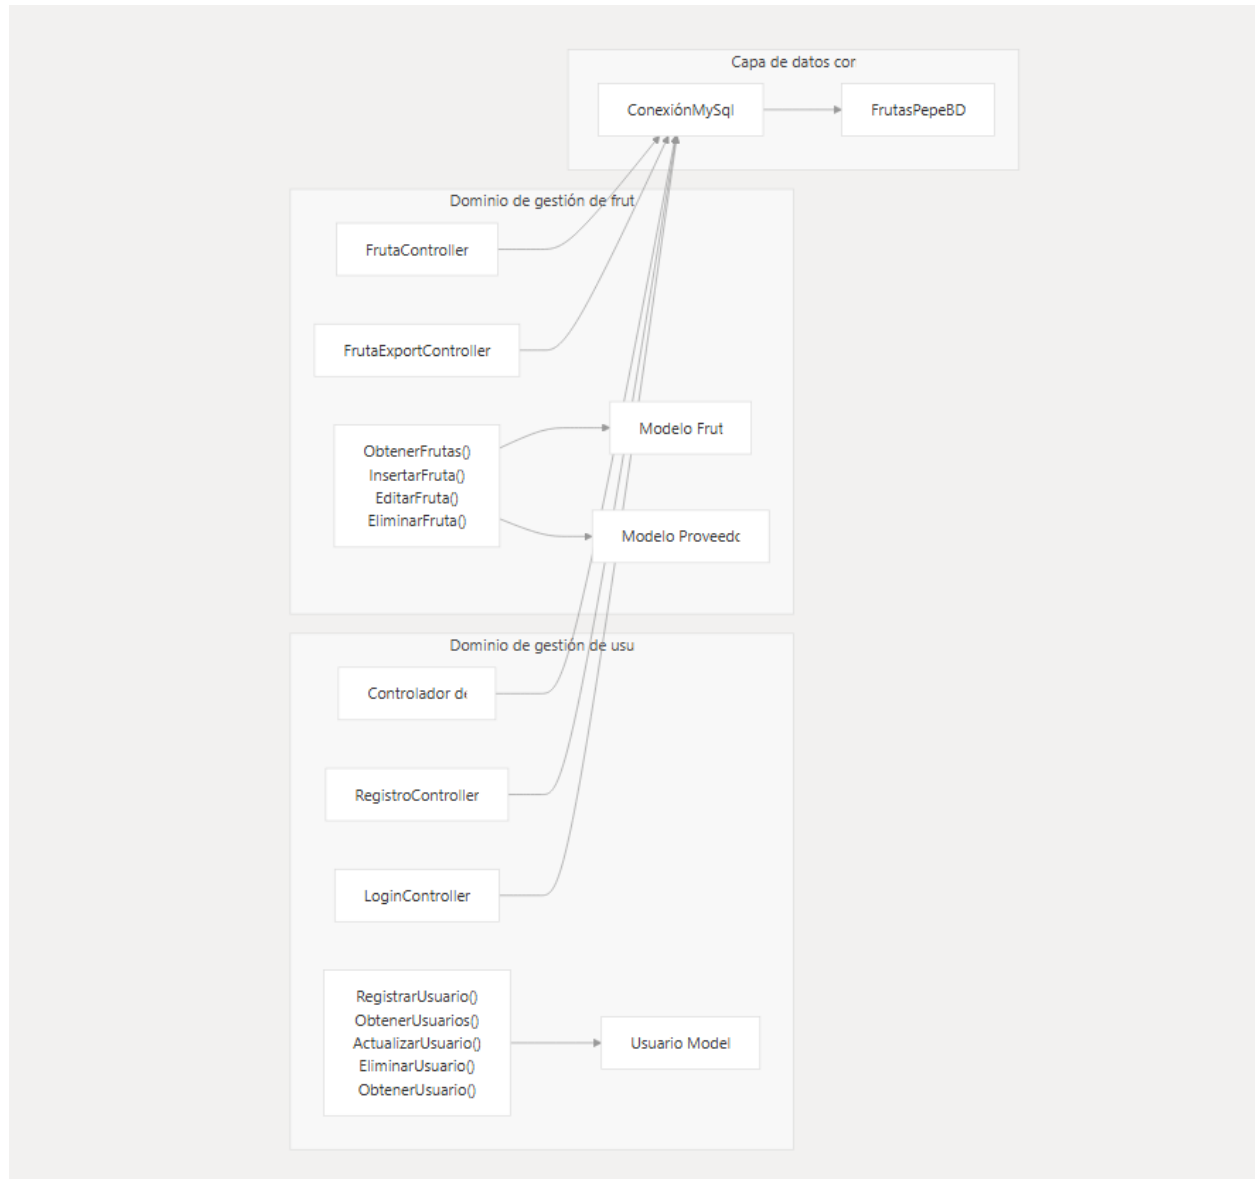 Capa de datos cor
ConexiónMySql
FrutasPepeBD
Dominio de gestión de frut
FrutaController
FrutaExportController
ObtenerFrutas()
InsertarFruta()
EditarFruta()
EliminarFruta()
Modelo Frut
Modelo Proveedc
Dominio de gestión de usu
Controlador de
RegistroController
LoginController
RegistrarUsuario()
ObtenerUsuarios()
ActualizarUsuario()
EliminarUsuario()
ObtenerUsuario()
Usuario Model